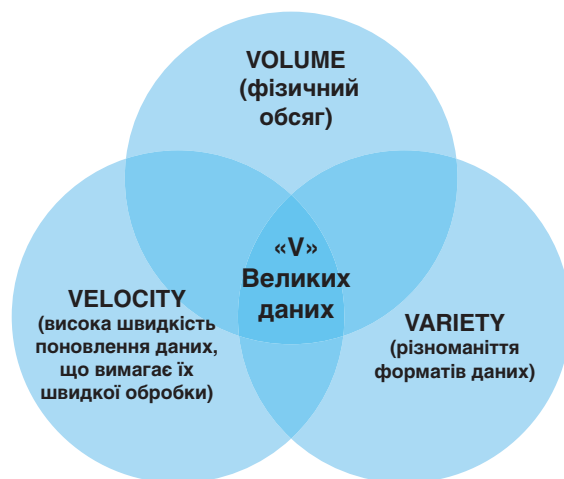 VOLUME
(фізичний
обсяг)
«V»
Великих
даних
VELOCITY
(висока швидкість
поновлення даних,
що вимагає їх
швидкої обробки)
VARIETY
(різноманіття
форматів даних)